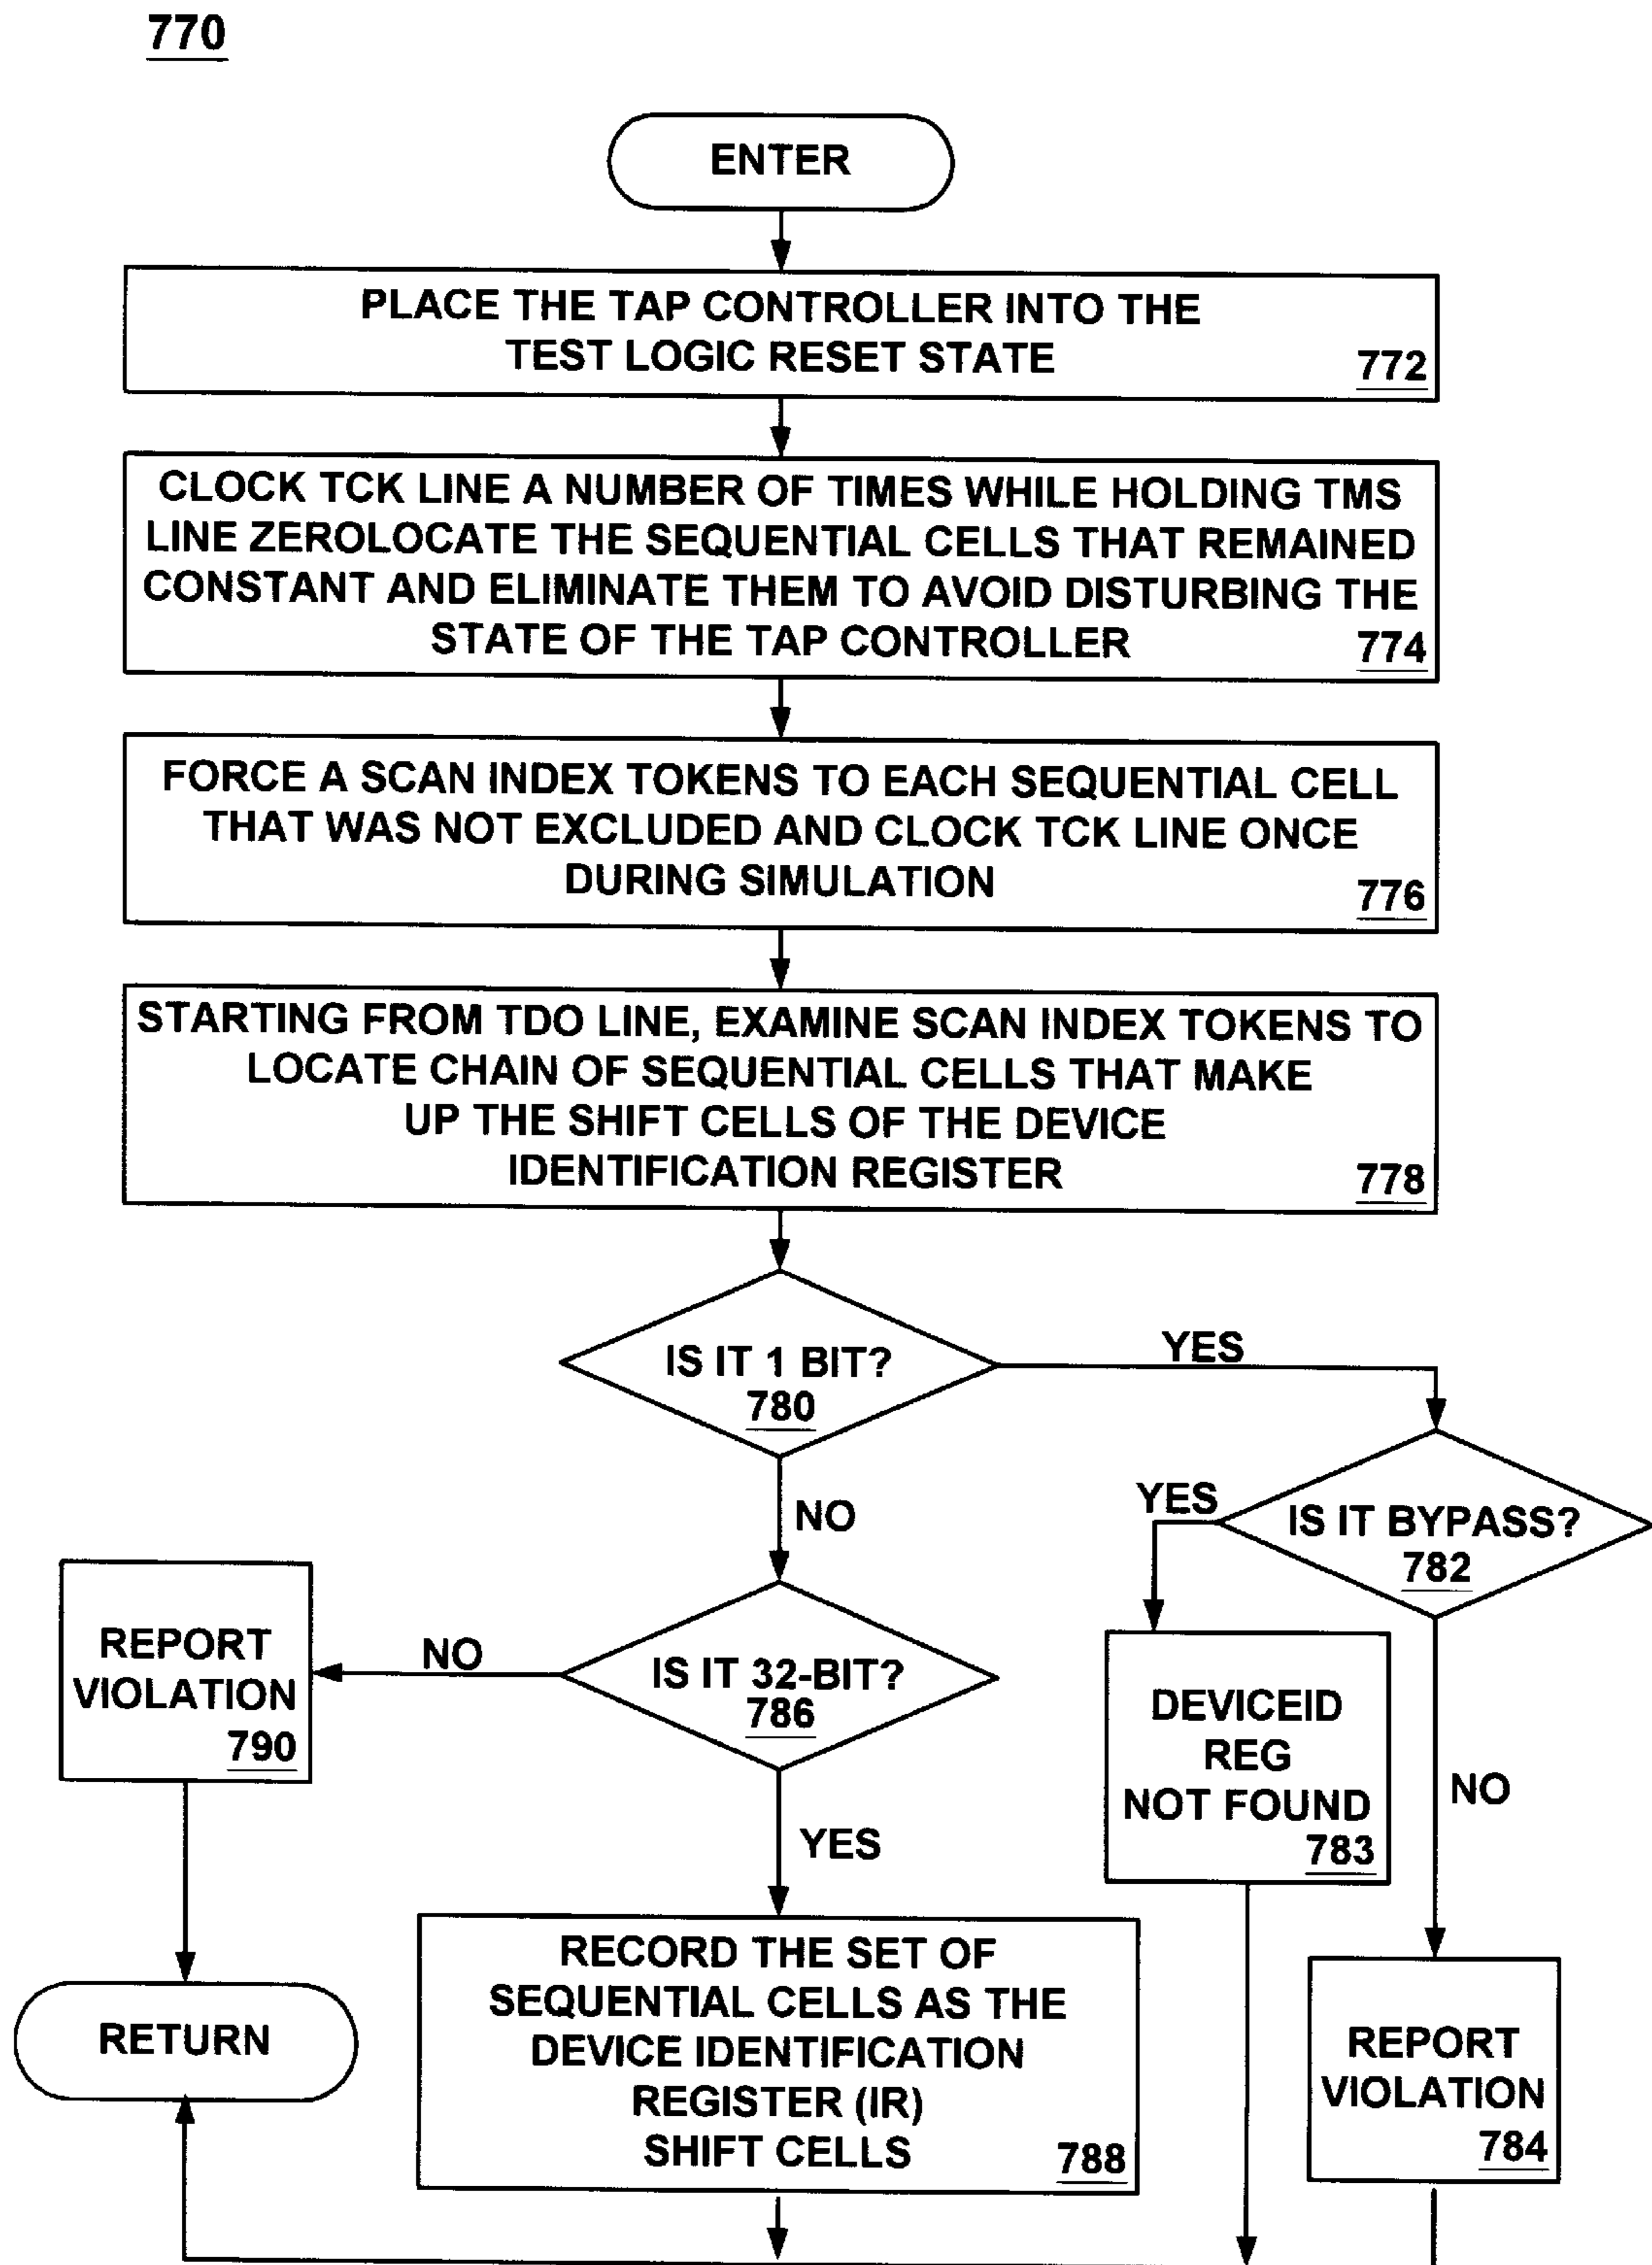 770
ENTER
PLACE THE TAP CONTROLLER INTO THE
TEST LOGIC RESET STATE
772
CLOCK TCK LINE A NUMBER OF TIMES WHILE HOLDING TMS
LINE ZEROLOCATE THE SEQUENTIAL CELLS THAT REMAINED
CONSTANT AND ELIMINATE THEM TO AVOID DISTURBING THE
STATE OF THE TAP CONTROLLER
774
FORCE A SCAN INDEX TOKENS TO EACH SEQUENTIAL CELL
THAT WAS NOT EXCLUDED AND CLOCK TCK LINE ONCE
DURING SIMULATION
776
STARTING FROM TDO LINE, EXAMINE SCAN INDEX TOKENS TO
LOCATE CHAIN OF SEQUENTIAL CELLS THAT MAKE
UP THE SHIFT CELLS OF THE DEVICE
IDENTIFICATION REGISTER
778
IS IT 1 BIT?
780
YES
NO
IS IT BYPASS?
782
YES
NO
DEVICEID
REG
NOT FOUND
783
REPORT
VIOLATION
784
IS IT 32-BIT?
786
NO
YES
REPORT
VIOLATION
790
RECORD THE SET OF
SEQUENTIAL CELLS AS THE
DEVICE IDENTIFICATION
REGISTER (IR)
SHIFT CELLS
788
RETURN